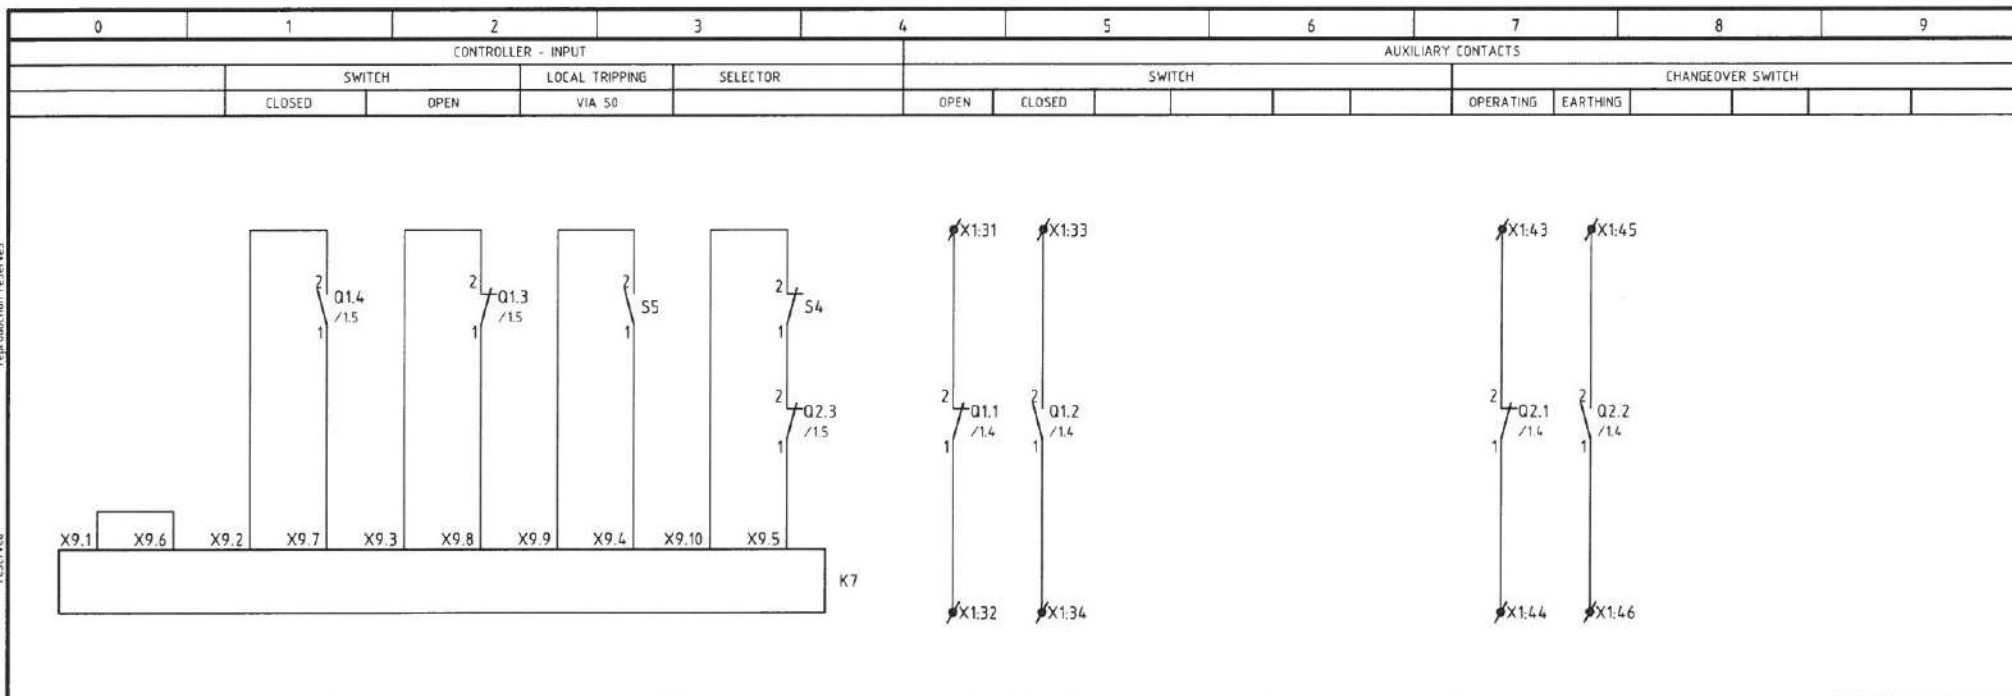 0 1 2 3 4 5 6 7 8 9
CONTROLLER - INPUT AUXILIARY CONTACTS
SWITCH LOCAL TRIPPING SELECTOR SWITCH CHANGEOVER SWITCH
CLOSED OPEN VIA S0 OPEN CLOSED OPERATING EARTHING
X1:31 X1:33 X1:43 X1:45
2 2 2 2
Q1.4 Q1.3 S5 S4
/1.5 /1.5
1 1 1 1
2 2 2 2 2
Q2.3 Q1.1 Q1.2 Q2.1 Q2.2
/1.5 /1.4 /1.4 /1.4 /1.4
1 1 1 1 1
X9.1 X9.6 X9.2 X9.7 X9.3 X9.8 X9.9 X9.4 X9.10 X9.5
K7
X1:32 X1:34 X1:44 X1:46